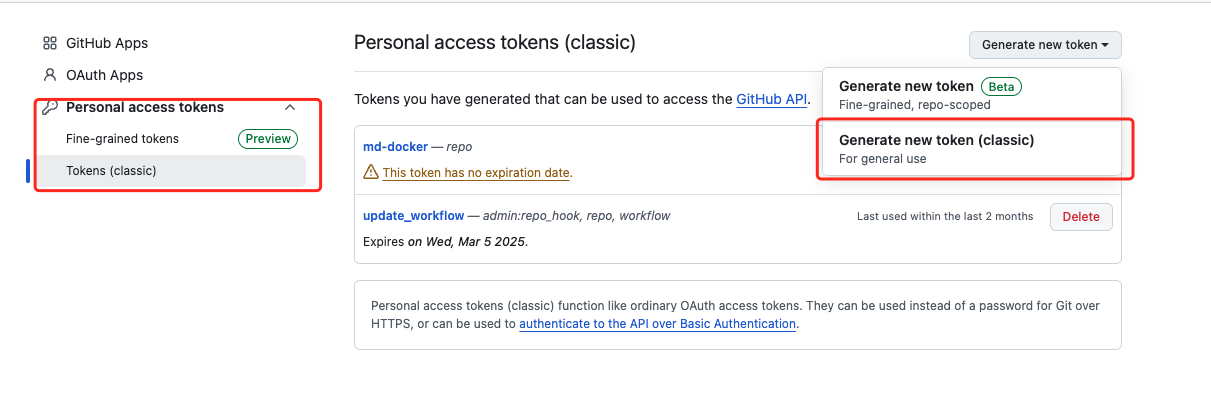 GitHub Apps
OAuth Apps
Personal access tokens
Fine-grained tokens Preview
Tokens (classic)
Personal access tokens (classic)
Generate new token
Generate new token Beta
Fine-grained, repo-scoped
Generate new token (classic)
For general use
Tokens you have generated that can be used to access the GitHub API.
md-docker — repo
This token has no expiration date.
update_workflow — admin:repo_hook, repo, workflow
Last used within the last 2 months
Delete
Expires on Wed, Mar 5 2025.
Personal access tokens (classic) function like ordinary OAuth access tokens. They can be used instead of a password for Git over
HTTPS, or can be used to authenticate to the API over Basic Authentication.